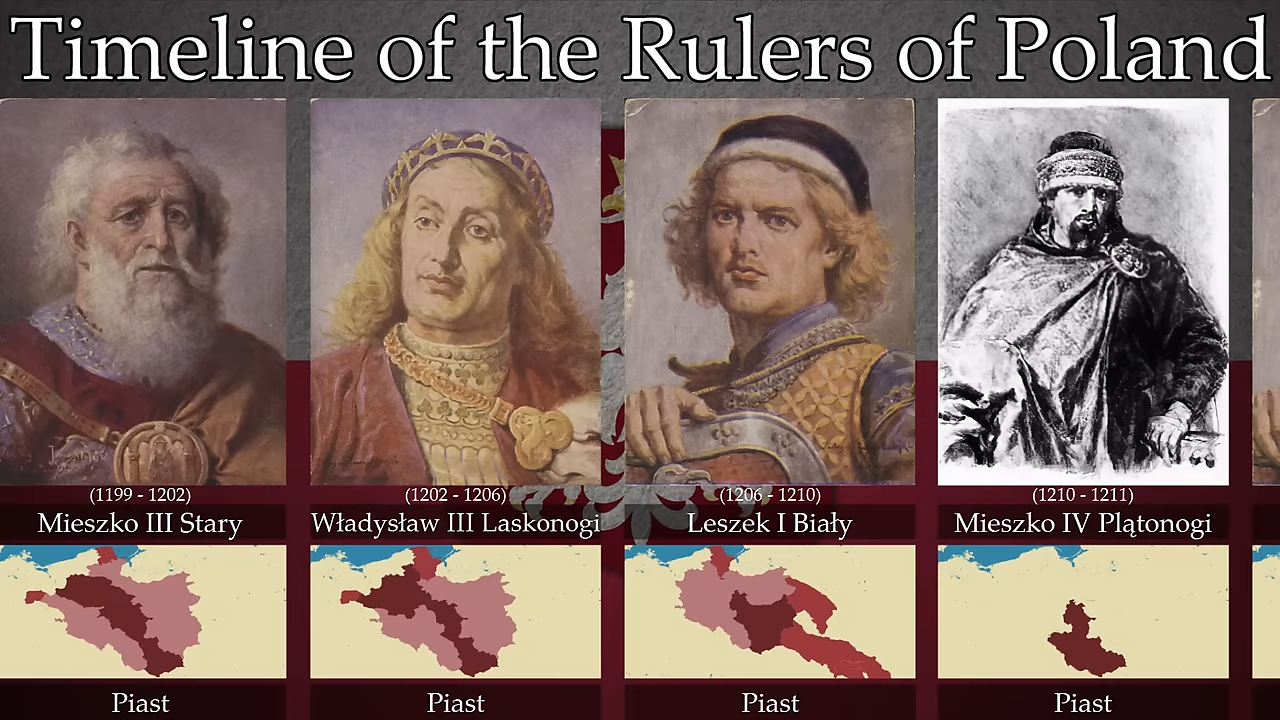 Timeline of the Rulers of Poland
(1199 - 1202)
Mieszko III Stary
Piast
(1202 - 1206)
Władysław III Laskonogi
Piast
(1206 - 1210)
Leszek I Biały
Piast
(1210 - 1211)
Mieszko IV Plątonogi
Piast